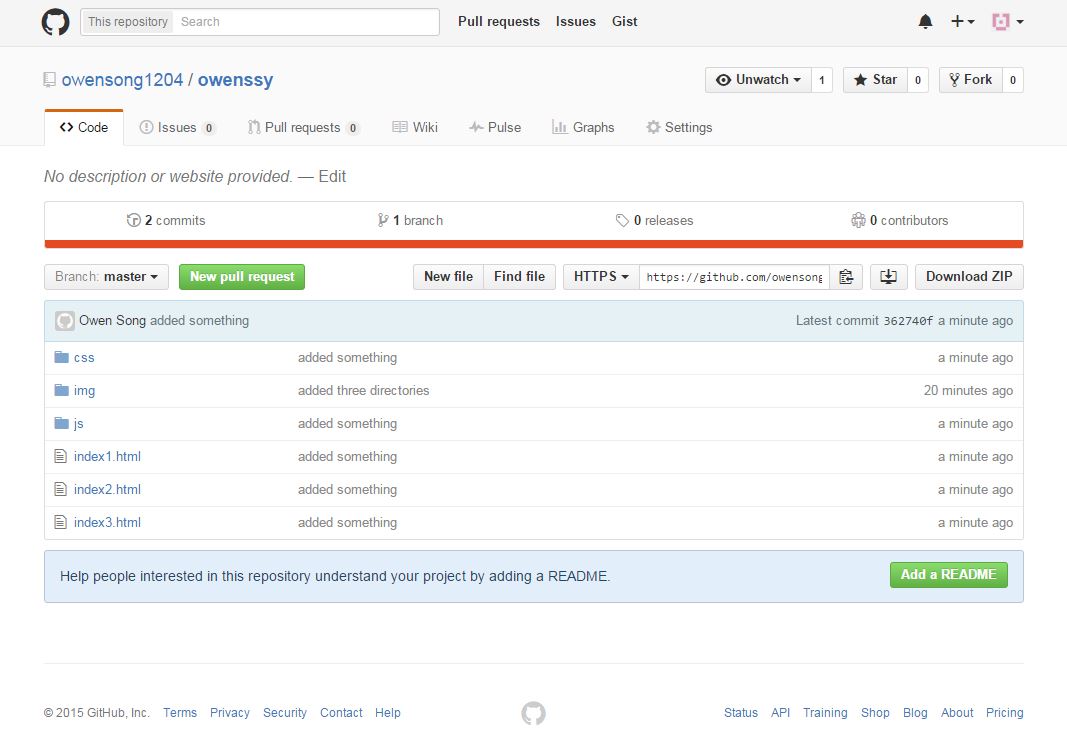 This repository Search Pull requests Issues Gist
owensong1204 / owenssy Unwatch 1 Star 0 Fork 0
Code Issues 0 Pull requests 0 Wiki Pulse Graphs Settings
No description or website provided. — Edit
2 commits 1 branch 0 releases 0 contributors
Branch: master New pull request New file Find file HTTPS https://github.com/owensong Download ZIP
Owen Song added something Latest commit 362740f a minute ago
css added something a minute ago
img added three directories 20 minutes ago
js added something a minute ago
index1.html added something a minute ago
index2.html added something a minute ago
index3.html added something a minute ago
Help people interested in this repository understand your project by adding a README. Add a README
© 2015 GitHub, Inc. Terms Privacy Security Contact Help Status API Training Shop Blog About Pricing